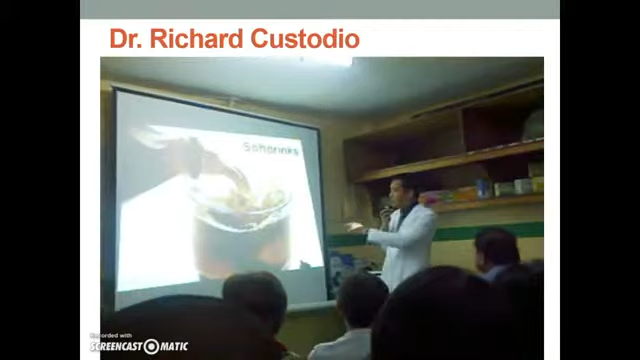 Dr. Richard Custodio
Softdrinks
Recorded with
SCREENCAST MATIC